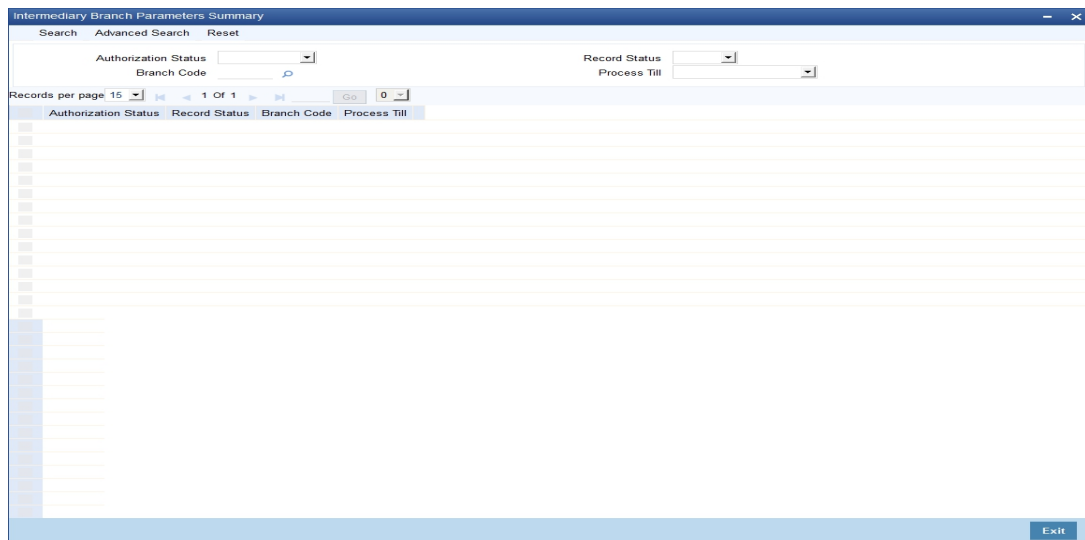 Intermediary Branch Parameters Summary
Search Advanced Search Reset
Authorization Status Record Status
Branch Code Process Till
Records per page 15 1 Of 1 Go 0
Authorization Status Record Status Branch Code Process Till
Exit